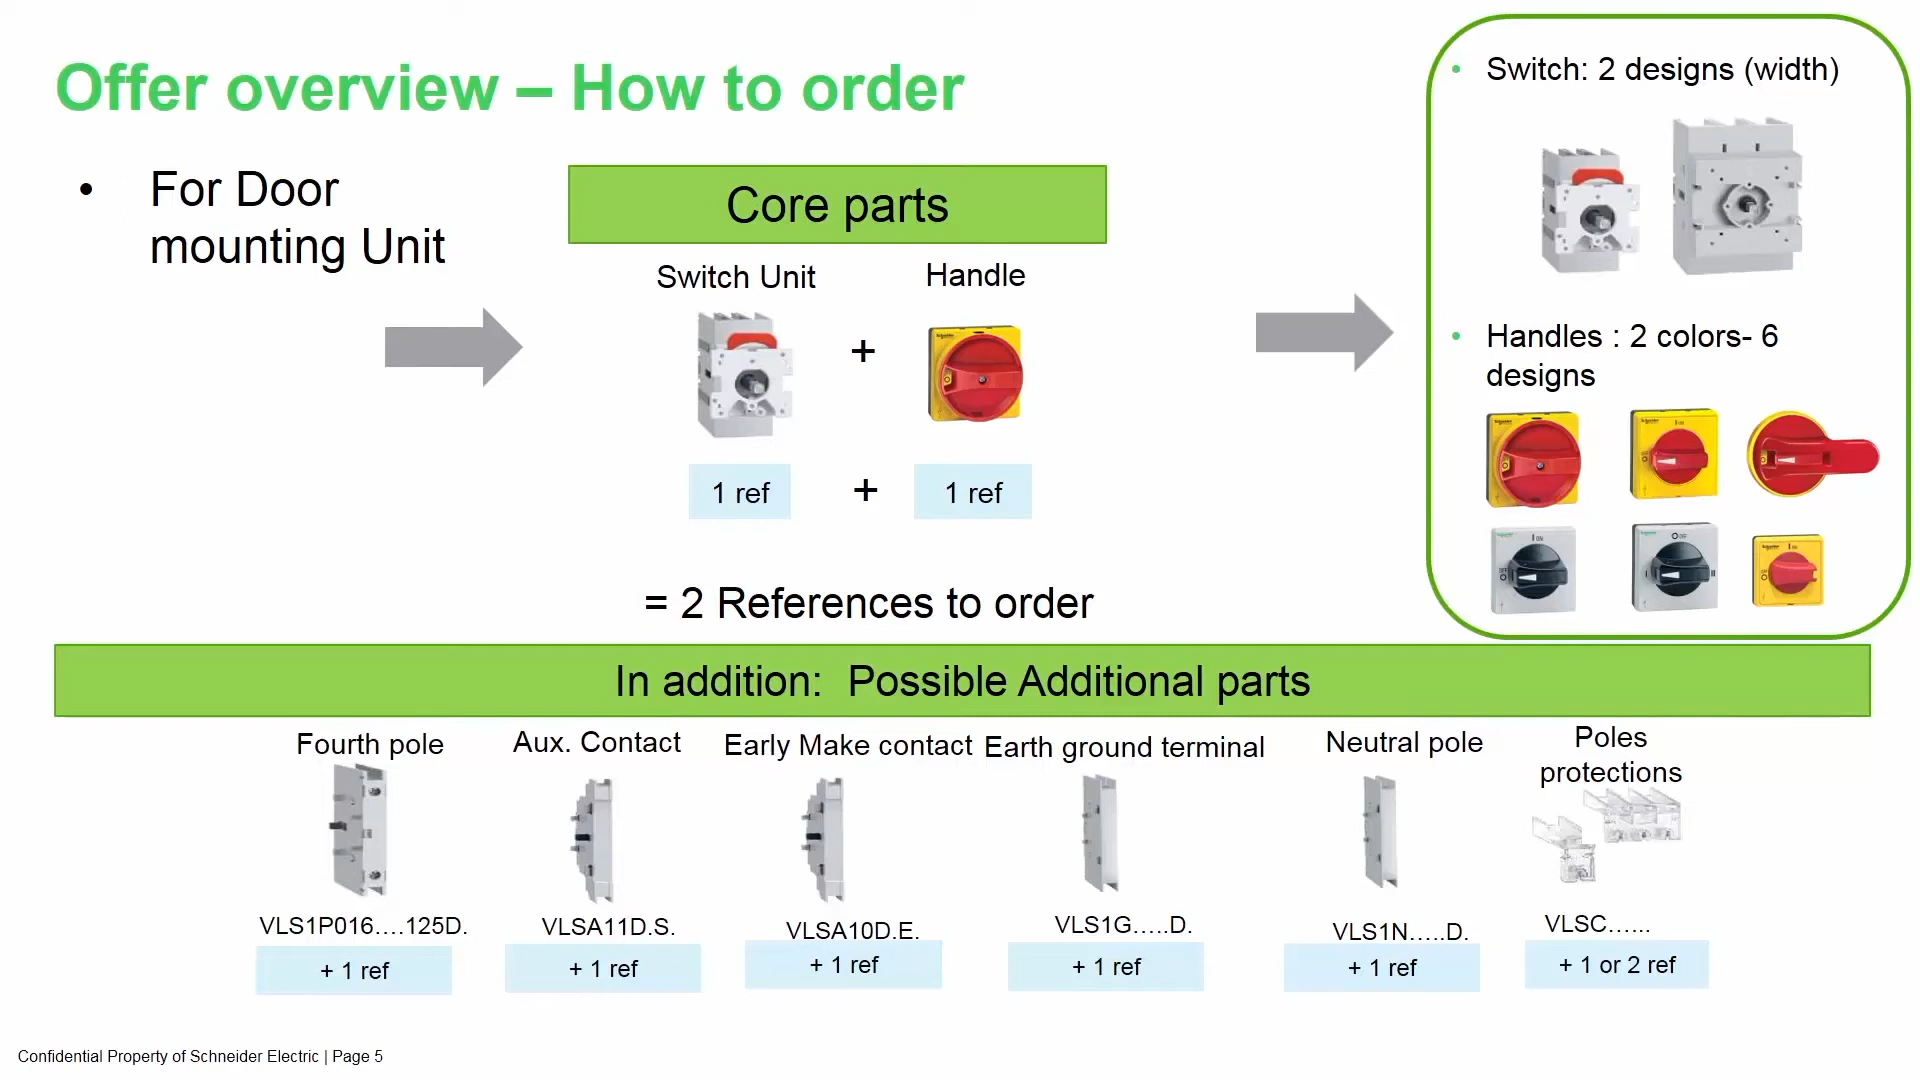 Offer overview – How to order
• For Door
mounting Unit
Core parts
Switch Unit
Handle
+
1 ref
+
1 ref
= 2 References to order
• Switch: 2 designs (width)
• Handles : 2 colors- 6
designs
In addition: Possible Additional parts
Fourth pole
Aux. Contact
Early Make contact
Earth ground terminal
Neutral pole
Poles
protections
VLS1P016….125D.
VLSA11D.S.
VLSA10D.E.
VLS1G…..D.
VLS1N…..D.
VLSC…...
+ 1 ref
+ 1 ref
+ 1 ref
+ 1 ref
+ 1 ref
+ 1 or 2 ref
Confidential Property of Schneider Electric | Page 5